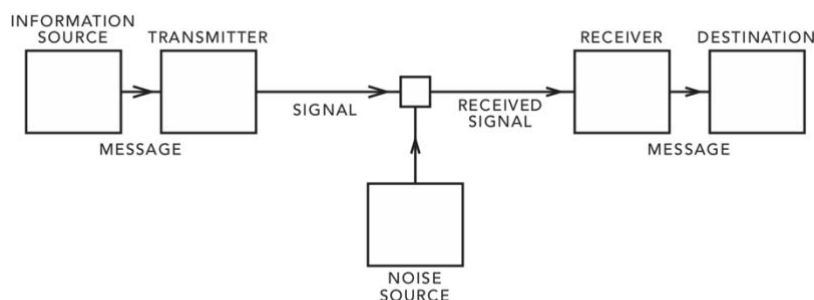 INFORMATION
SOURCE
TRANSMITTER
RECEIVER
DESTINATION
SIGNAL
RECEIVED
SIGNAL
MESSAGE
MESSAGE
NOISE
SOURCE